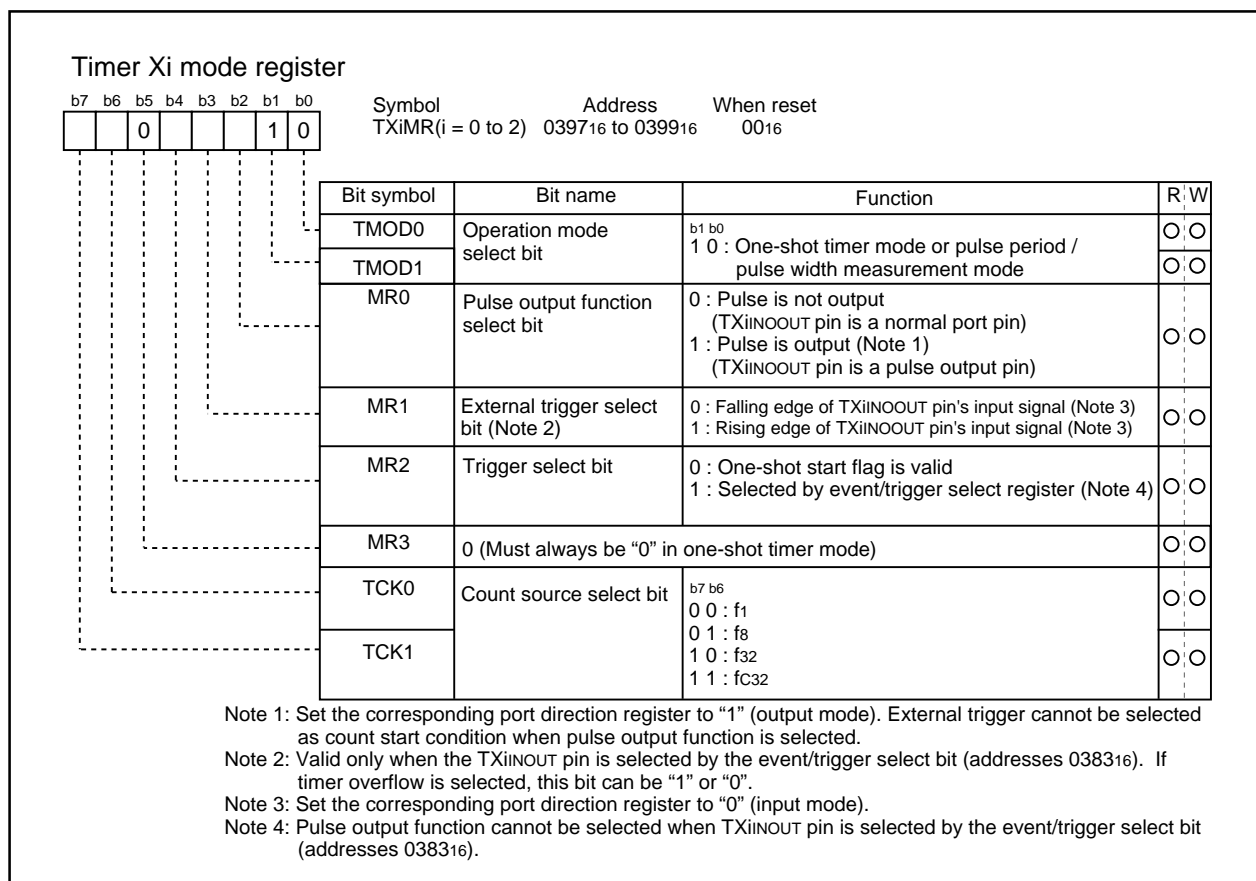 Timer Xi mode register
b7 b6 b5 b4 b3 b2 b1 b0
0 1 0
Symbol Address When reset
TXiMR(i = 0 to 2) 039716 to 039916 0016
Bit symbol Bit name Function R W
TMOD0 Operation mode select bit b1 b0
1 0 : One-shot timer mode or pulse period /
TMOD1 pulse width measurement mode
MR0 Pulse output function select bit 0 : Pulse is not output
(TXiINOOUT pin is a normal port pin)
1 : Pulse is output (Note 1)
(TXiINOOUT pin is a pulse output pin)
MR1 External trigger select 0 : Falling edge of TXiINOOUT pin's input signal (Note 3)
bit (Note 2) 1 : Rising edge of TXiINOOUT pin's input signal (Note 3)
MR2 Trigger select bit 0 : One-shot start flag is valid
1 : Selected by event/trigger select register (Note 4)
MR3 0 (Must always be “0” in one-shot timer mode)
TCK0 Count source select bit b7 b6
0 0 : f1
0 1 : f8
TCK1 1 0 : f32
1 1 : fC32
Note 1: Set the corresponding port direction register to “1” (output mode). External trigger cannot be selected
as count start condition when pulse output function is selected.
Note 2: Valid only when the TXiINOUT pin is selected by the event/trigger select bit (addresses 038316). If
timer overflow is selected, this bit can be “1” or “0”.
Note 3: Set the corresponding port direction register to “0” (input mode).
Note 4: Pulse output function cannot be selected when TXiINOUT pin is selected by the event/trigger select bit
(addresses 038316).